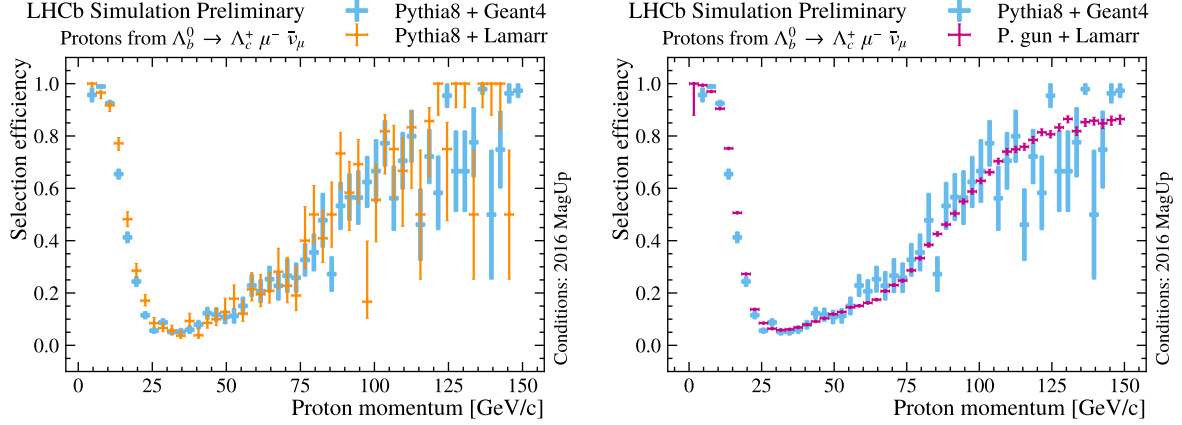 LHCb Simulation Preliminary
Protons from Λ_b^0 → Λ_c^+ μ^- ν̄_μ
Pythia8 + Geant4
Pythia8 + Lamarr
Selection efficiency
1.0
0.8
0.6
0.4
0.2
0.0
0 25 50 75 100 125 150
Proton momentum [GeV/c]
Conditions: 2016 MagUp
LHCb Simulation Preliminary
Protons from Λ_b^0 → Λ_c^+ μ^- ν̄_μ
Pythia8 + Geant4
P. gun + Lamarr
Selection efficiency
1.0
0.8
0.6
0.4
0.2
0.0
0 25 50 75 100 125 150
Proton momentum [GeV/c]
Conditions: 2016 MagUp